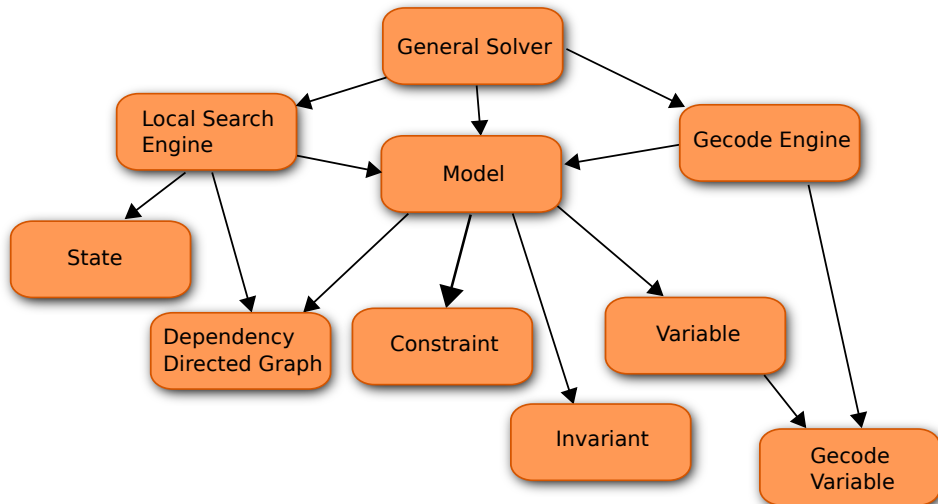 General Solver
Local Search
Engine
Gecode Engine
Model
State
Dependency
Directed Graph
Constraint
Variable
Invariant
Gecode
Variable